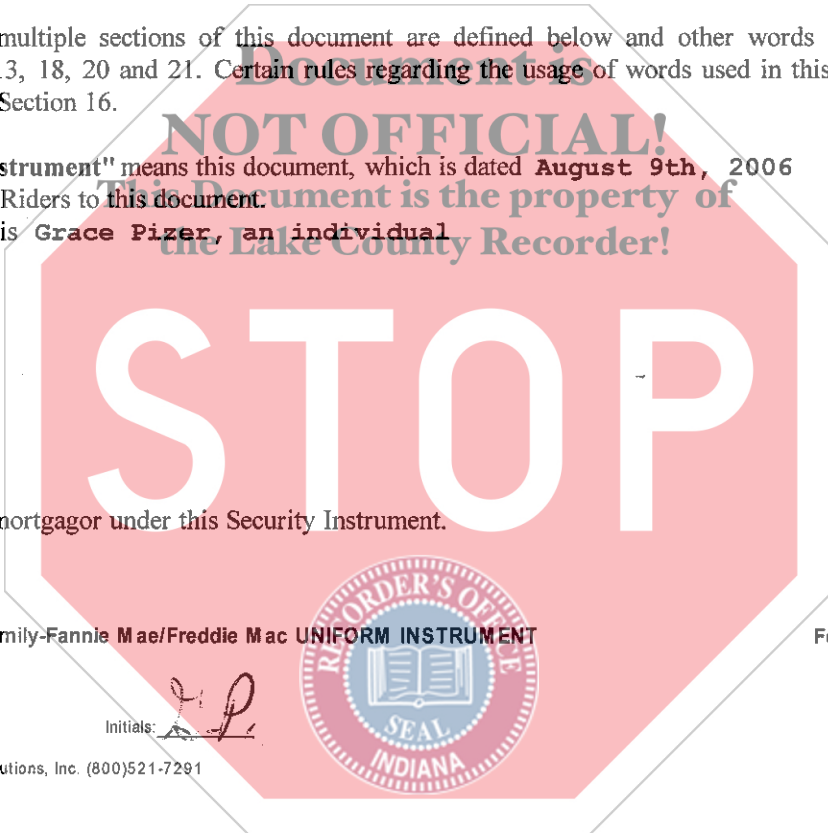 multiple sections of this document are defined below and other words
13, 18, 20 and 21. Certain rules regarding the usage of words used in this
Section 16.
Document is
NOT OFFICIAL!
strument" means this document, which is dated August 9th, 2006
Riders to this document.
This Document is the property of
is Grace Pizer, an individual
the Lake County Recorder!
STOP
mortgagor under this Security Instrument.
RECORDER'S OFFICE
SEAL
INDIANA
mily-Fannie Mae/Freddie Mac UNIFORM INSTRUMENT
Initials: G.P.
utions, Inc. (800)521-7291